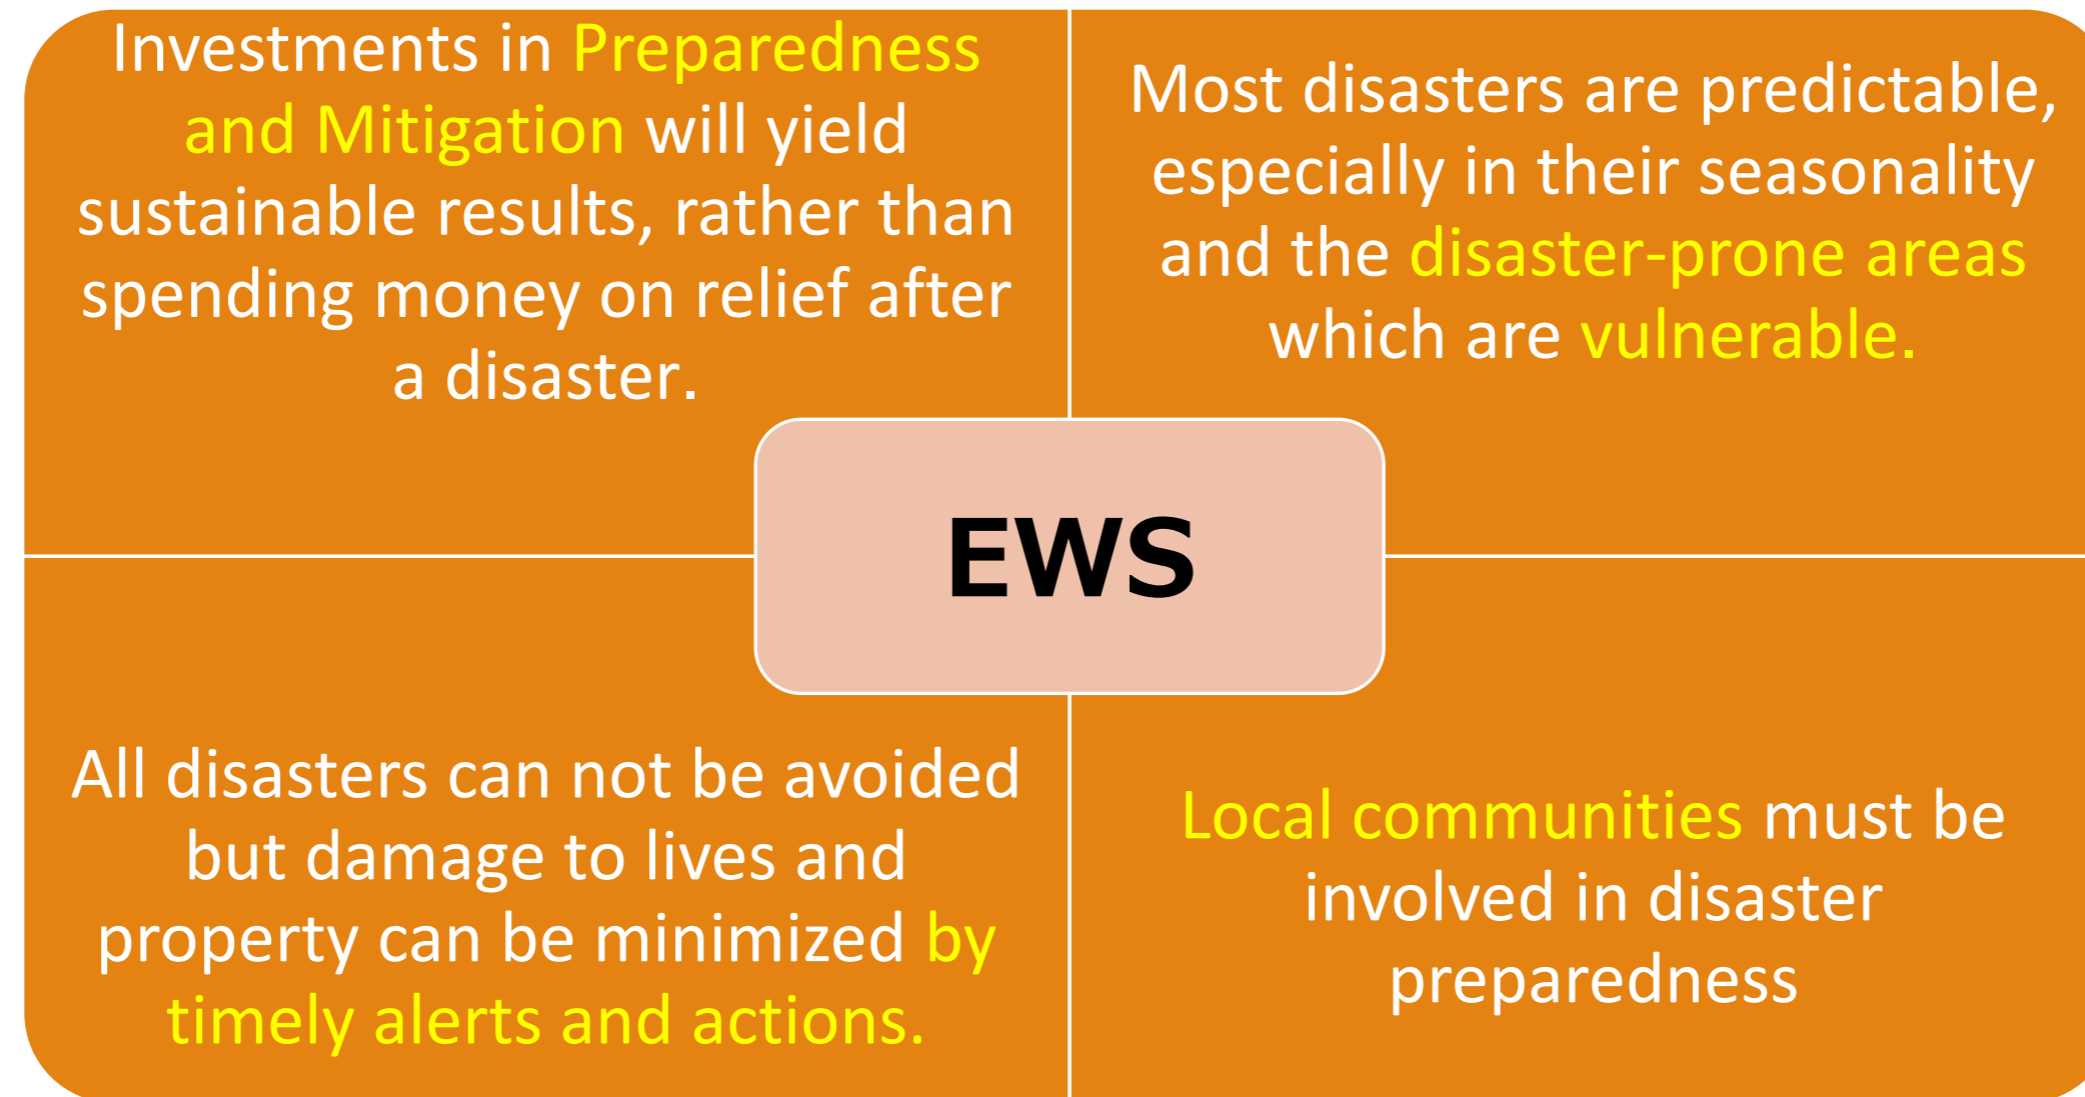 Investments in Preparedness
and Mitigation will yield
sustainable results, rather than
spending money on relief after
a disaster.
Most disasters are predictable,
especially in their seasonality
and the disaster-prone areas
which are vulnerable.
EWS
All disasters can not be avoided
but damage to lives and
property can be minimized by
timely alerts and actions.
Local communities must be
involved in disaster
preparedness